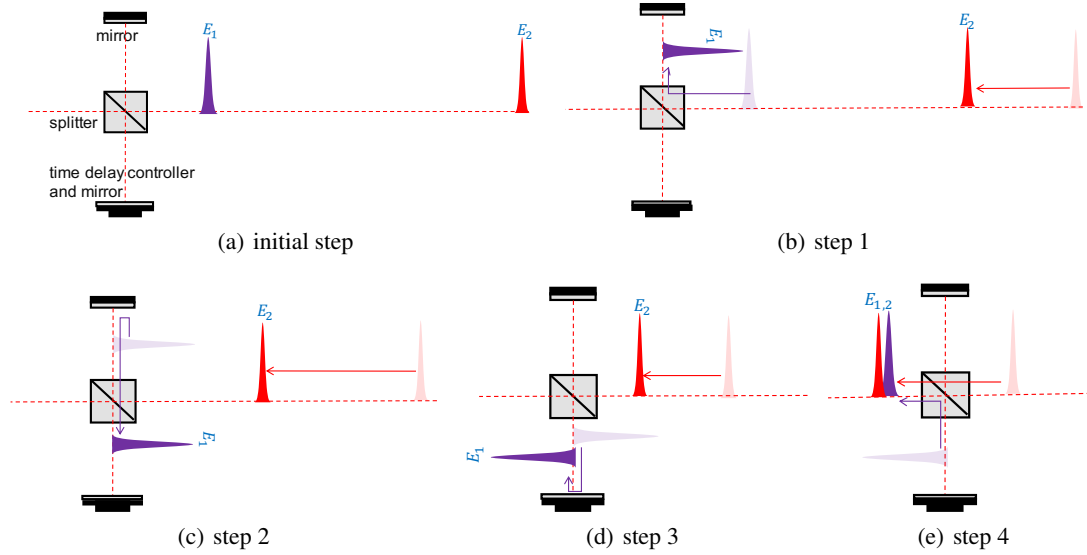 mirror
E₁
E₂
splitter
time delay controller
and mirror
(a) initial step
E₁
E₂
(b) step 1
E₂
E₁
(c) step 2
E₂
E₁
(d) step 3
E₁,₂
(e) step 4